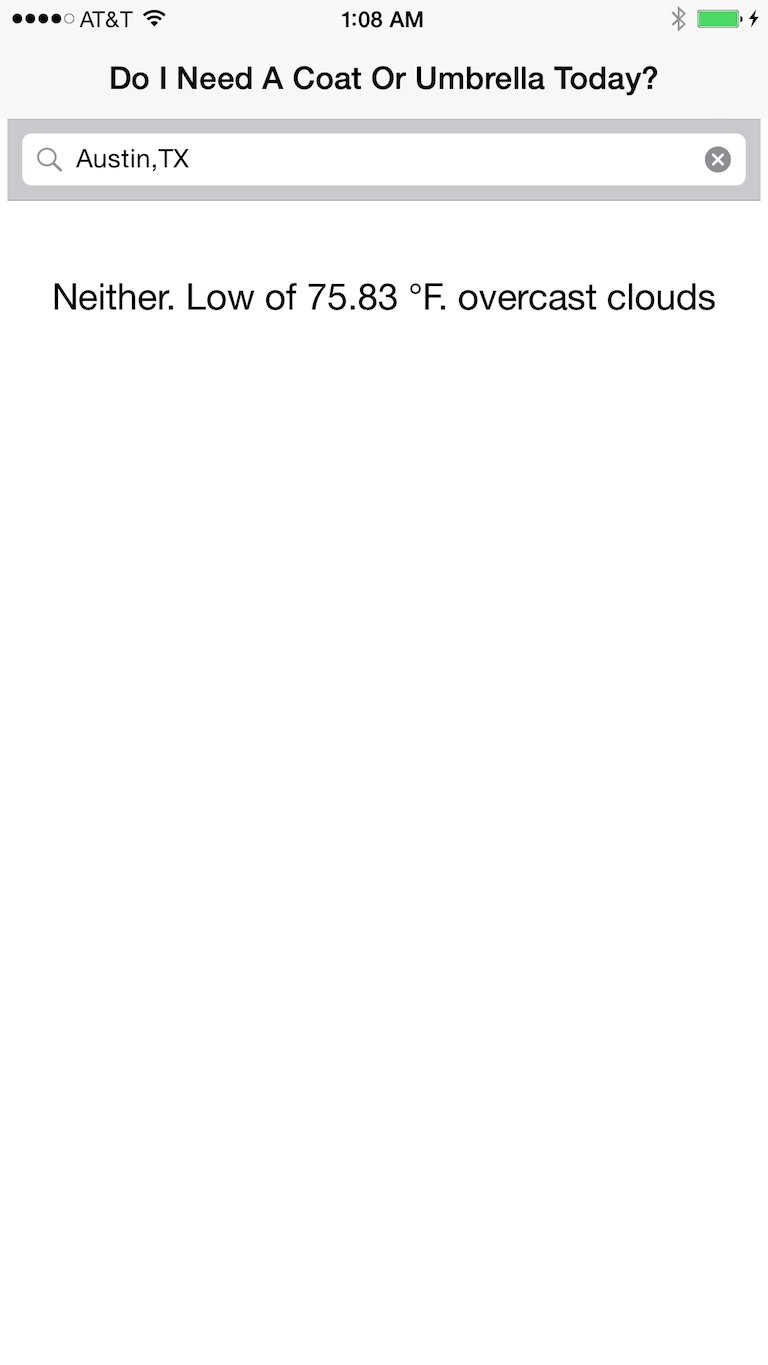 AT&T 1:08 AM
Do I Need A Coat Or Umbrella Today?
Austin,TX
Neither. Low of 75.83 °F. overcast clouds